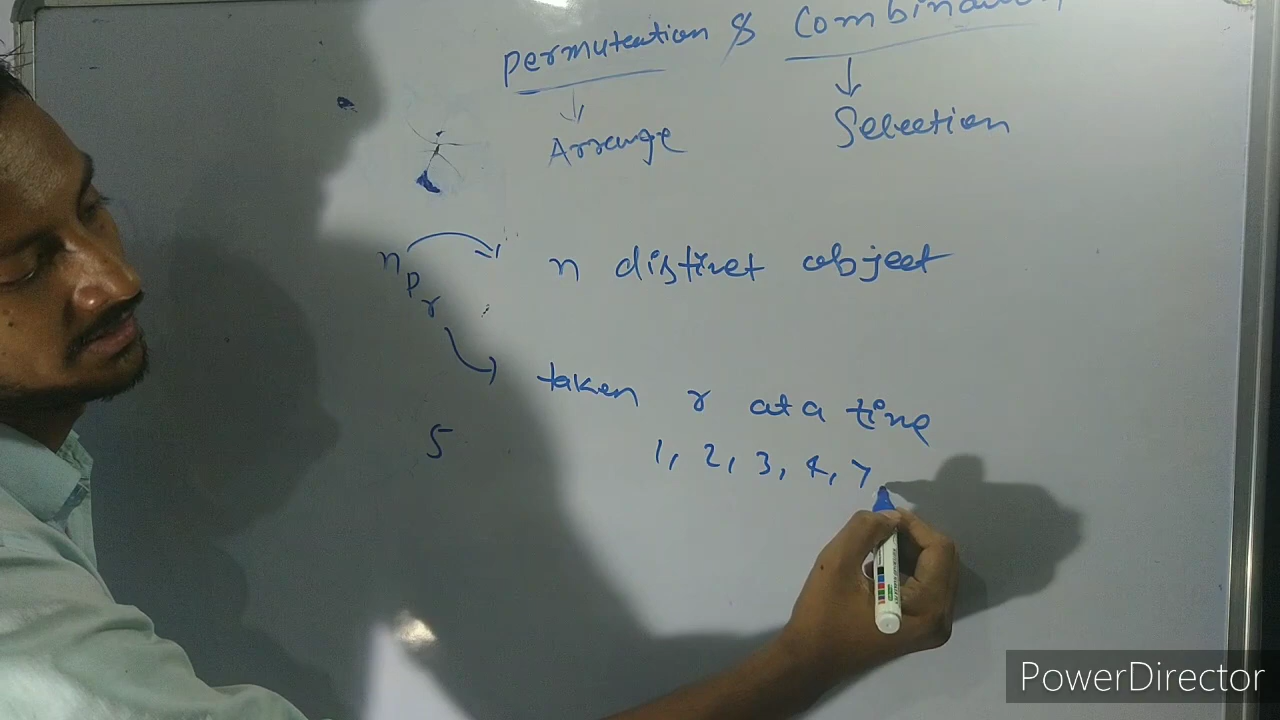 Permutation & Combination
Arrange Selection
nPr n distinct object
taken r at a time
5 1, 2, 3, 4, 7
PowerDirector